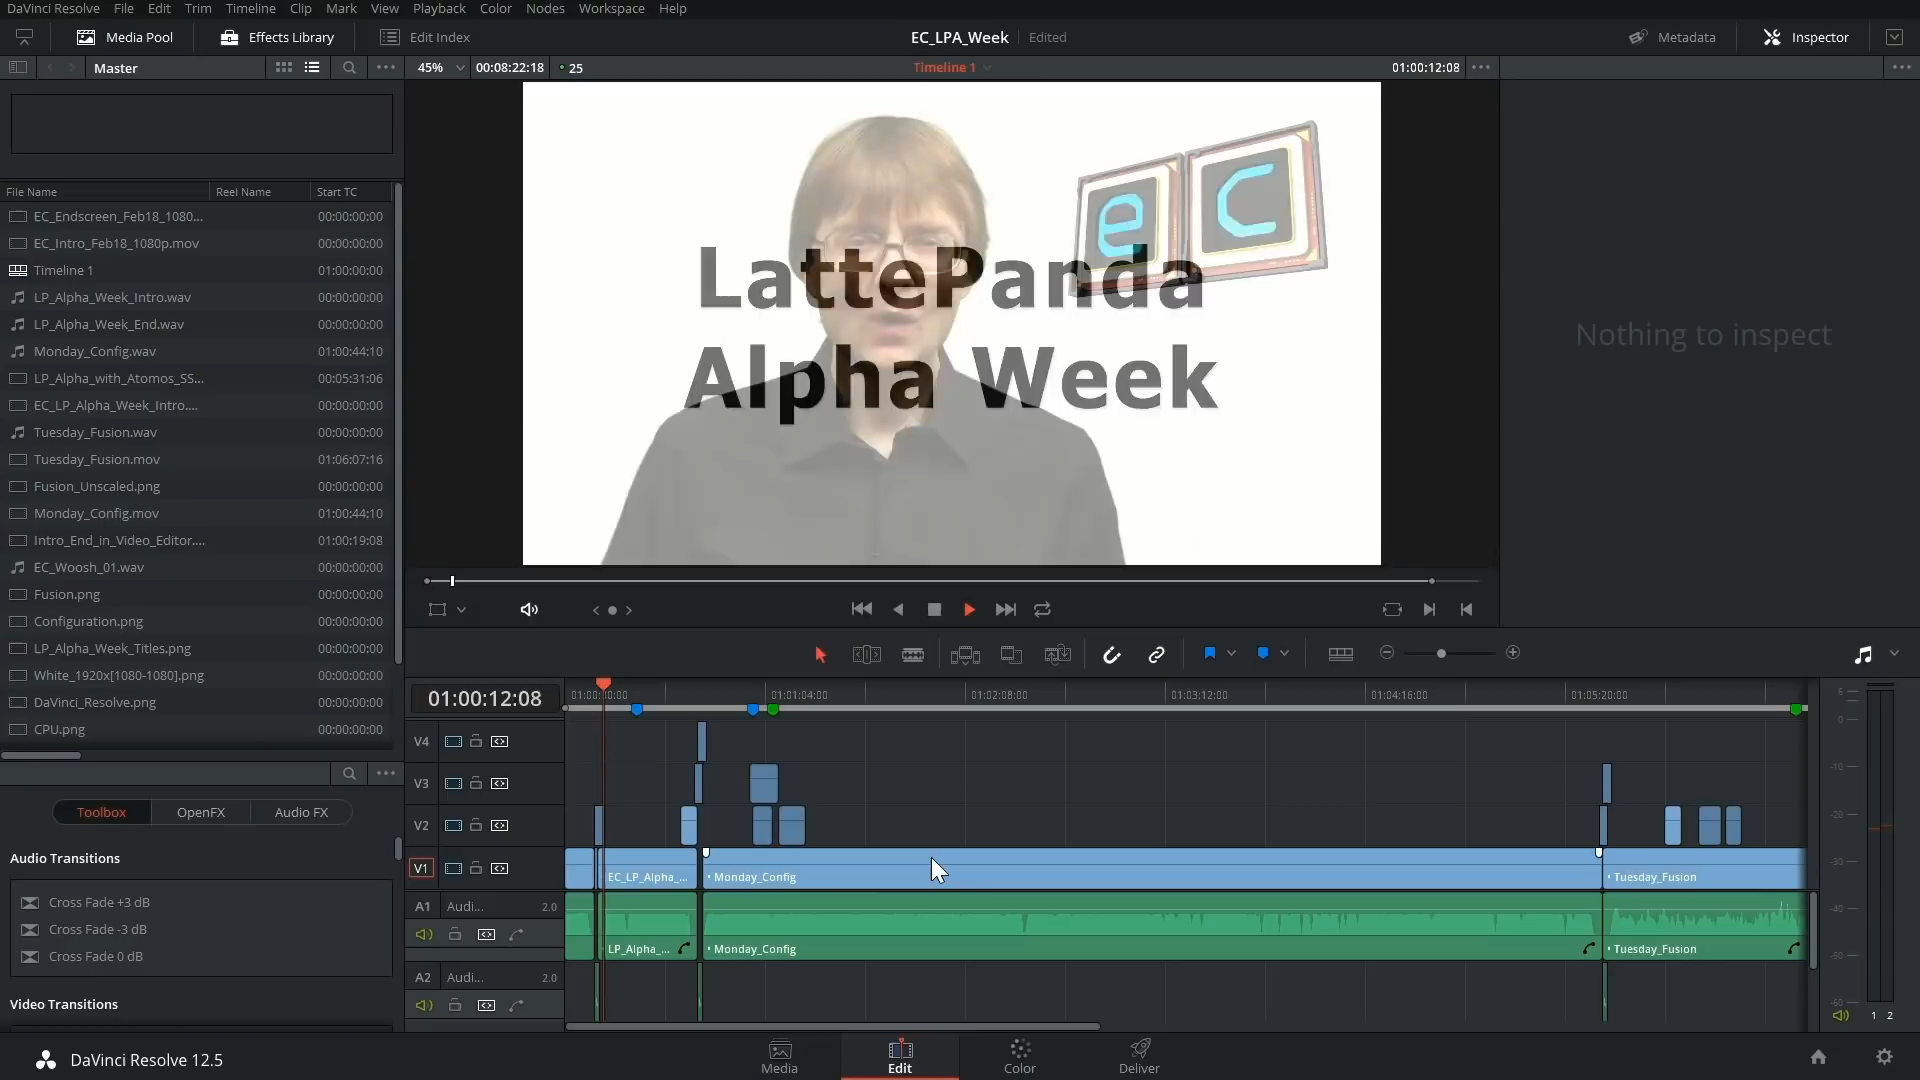 DaVinci Resolve File Edit Trim Timeline Clip Mark View Playback Color Nodes Workspace Help
Media Pool Effects Library Edit Index EC_LPA_Week Edited Metadata Inspector
Master 45% 00:08:22:18 25 Timeline 1 01:00:12:08
File Name Reel Name Start TC
EC_Endscreen_Feb18_1080... 00:00:00:00
EC_Intro_Feb18_1080p.mov 00:00:00:00
Timeline 1 01:00:00:00
LP_Alpha_Week_Intro.wav 00:00:00:00
LP_Alpha_Week_End.wav 00:00:00:00
Monday_Config.wav 01:00:44:10
LP_Alpha_with_Atomos_SS... 00:05:31:06
EC_LP_Alpha_Week_Intro.... 00:00:00:00
Tuesday_Fusion.wav 00:00:00:00
Tuesday_Fusion.mov 01:06:07:16
Fusion_Unscaled.png 00:00:00:00
Monday_Config.mov 01:00:44:10
Intro_End_in_Video_Editor.... 01:00:19:08
EC_Woosh_01.wav 00:00:00:00
Fusion.png 00:00:00:00
Configuration.png 00:00:00:00
LP_Alpha_Week_Titles.png 00:00:00:00
White_1920x[1080-1080].png 00:00:00:00
DaVinci_Resolve.png 00:00:00:00
CPU.png 00:00:00:00
ec
LattePanda
Alpha Week
Nothing to inspect
Toolbox OpenFX Audio FX
Audio Transitions
Cross Fade +3 dB
Cross Fade -3 dB
Cross Fade 0 dB
Video Transitions
01:00:12:08 01:01:04:00 01:02:08:00 01:03:12:00 01:04:16:00 01:05:20:00
V4
V3
V2
V1 EC_LP_Alpha_... Monday_Config Tuesday_Fusion
A1 Audi... 2.0
LP_Alpha_... Monday_Config Tuesday_Fusion
A2 Audi... 2.0
6
0
-10
-20
-30
-40
-50
-60
1 2
DaVinci Resolve 12.5 Media Edit Color Deliver